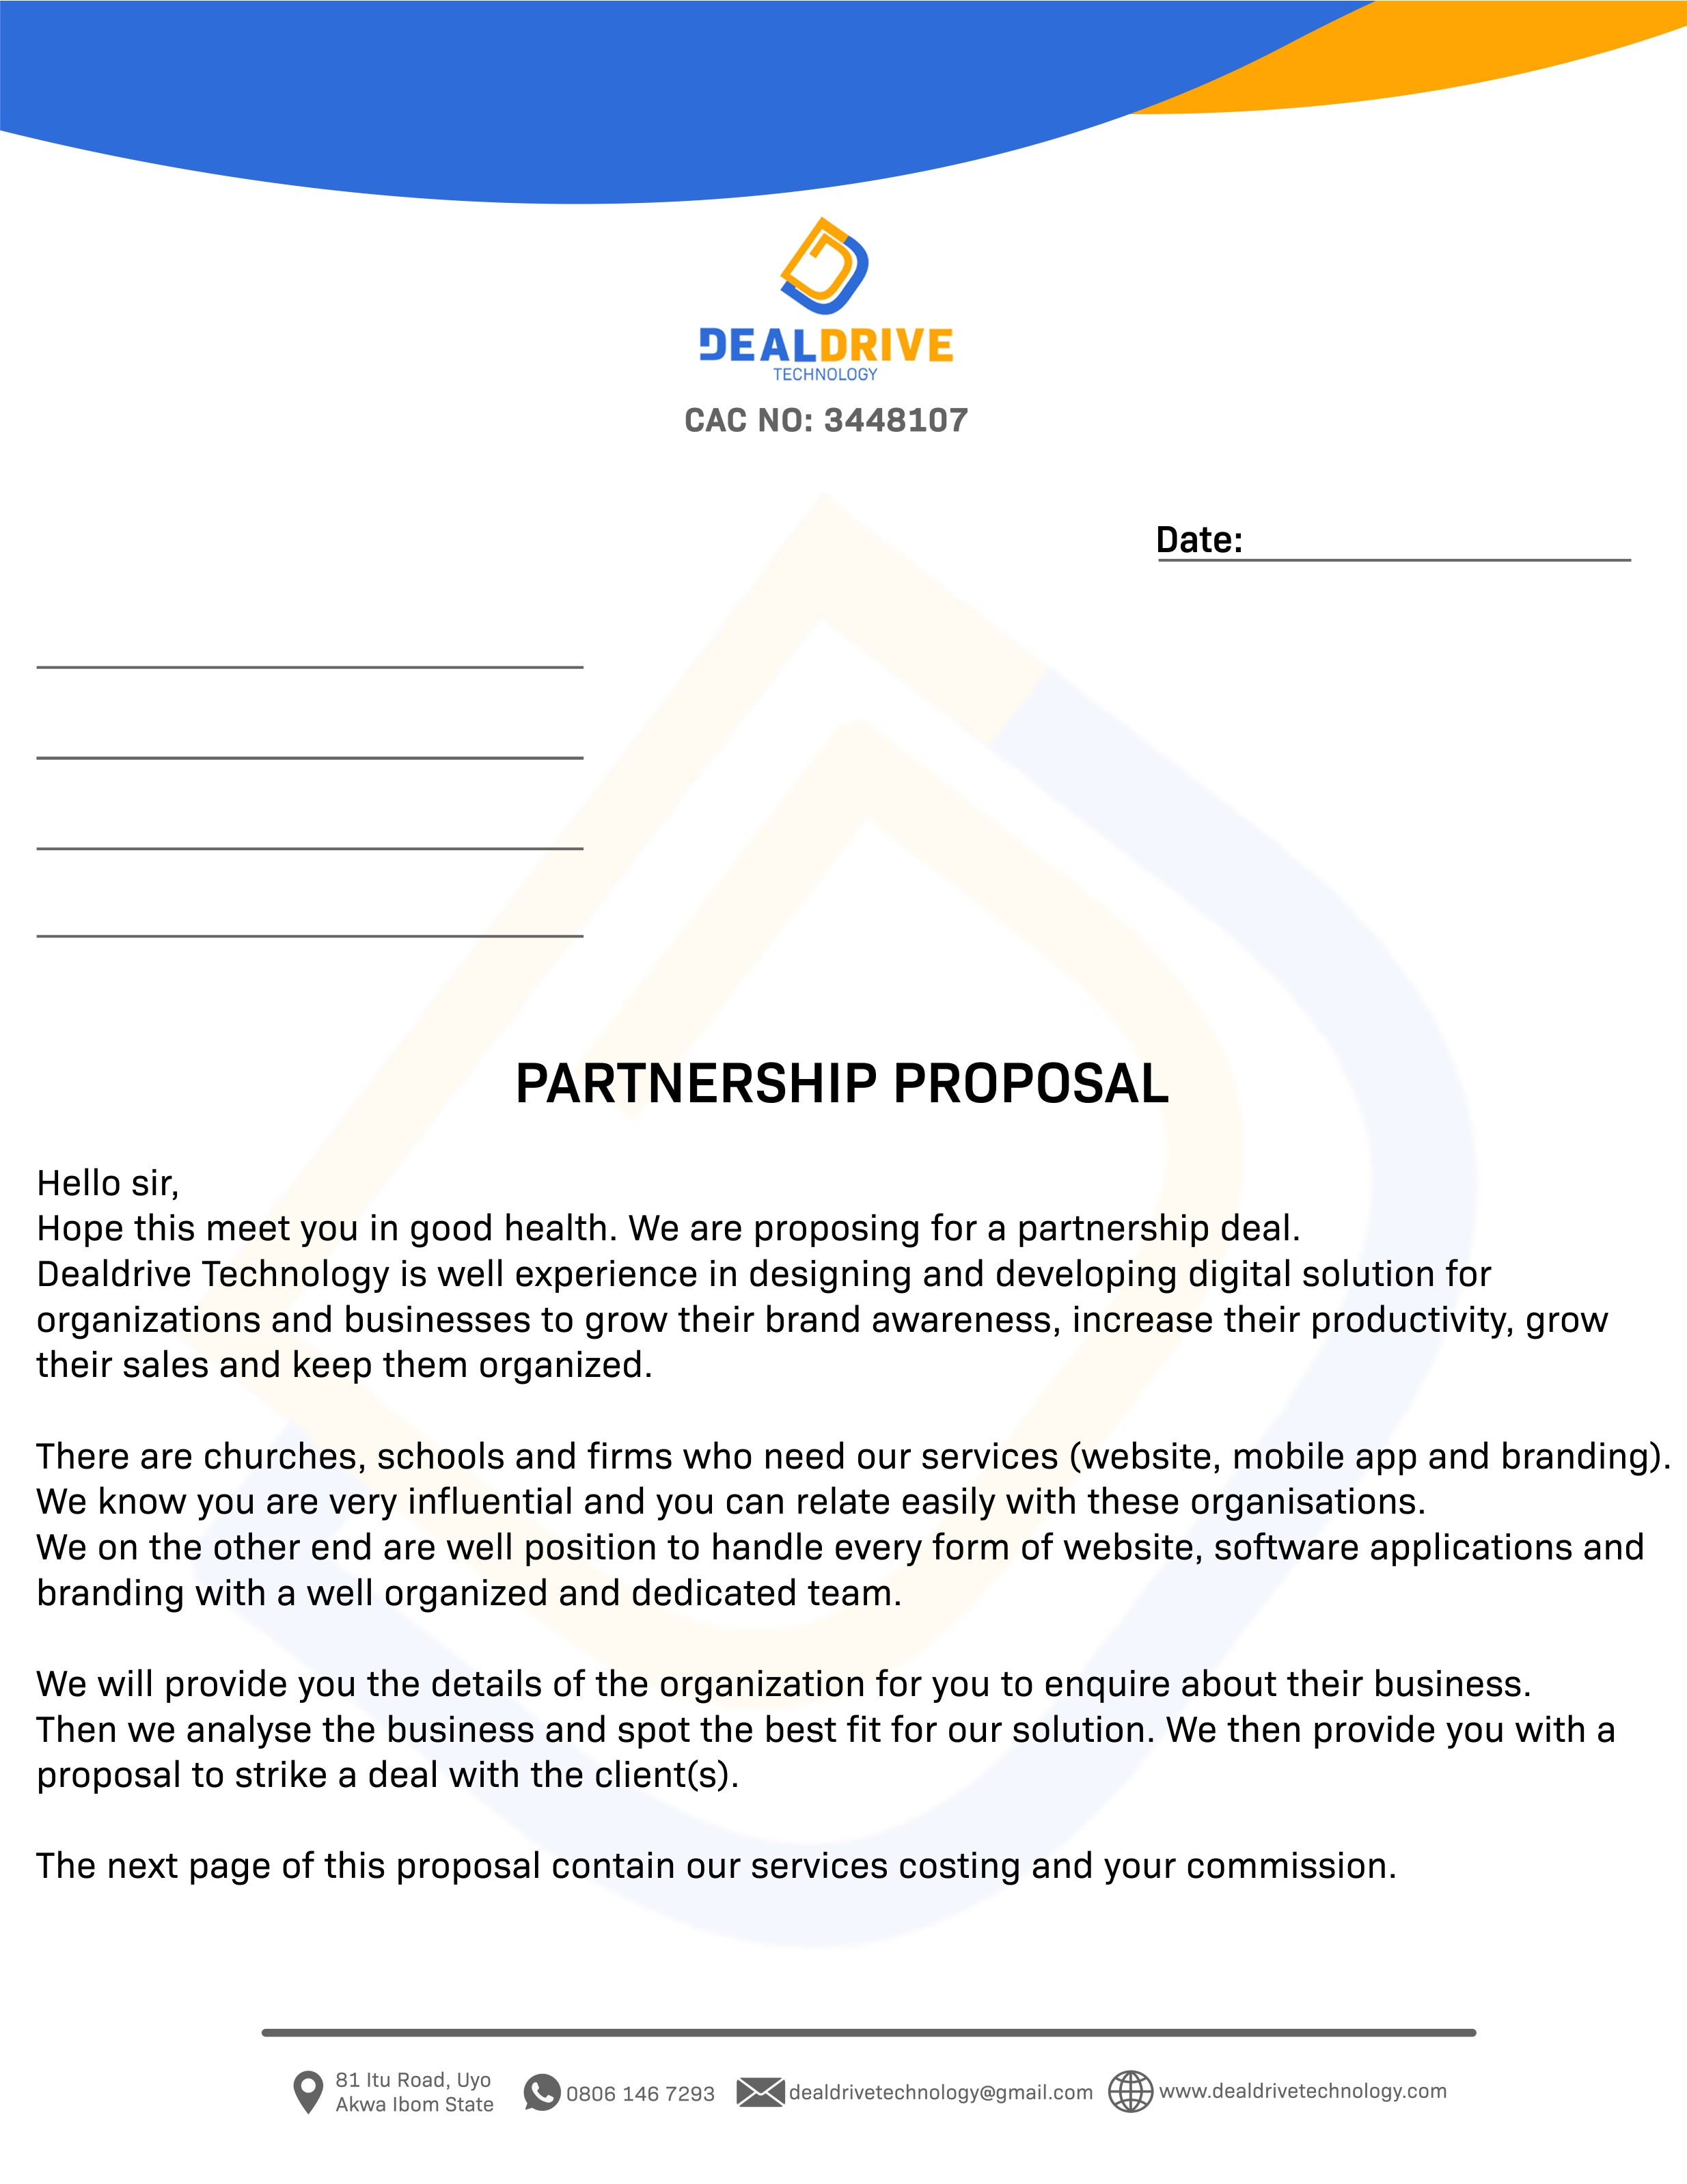 DEALDRIVE
TECHNOLOGY
CAC NO: 3448107
Date:
PARTNERSHIP PROPOSAL
Hello sir,
Hope this meet you in good health. We are proposing for a partnership deal.
Dealdrive Technology is well experience in designing and developing digital solution for
organizations and businesses to grow their brand awareness, increase their productivity, grow
their sales and keep them organized.
There are churches, schools and firms who need our services (website, mobile app and branding).
We know you are very influential and you can relate easily with these organisations.
We on the other end are well position to handle every form of website, software applications and
branding with a well organized and dedicated team.
We will provide you the details of the organization for you to enquire about their business.
Then we analyse the business and spot the best fit for our solution. We then provide you with a
proposal to strike a deal with the client(s).
The next page of this proposal contain our services costing and your commission.
81 Itu Road, Uyo
Akwa Ibom State
0806 146 7293
dealdrivetechnology@gmail.com
www.dealdrivetechnology.com